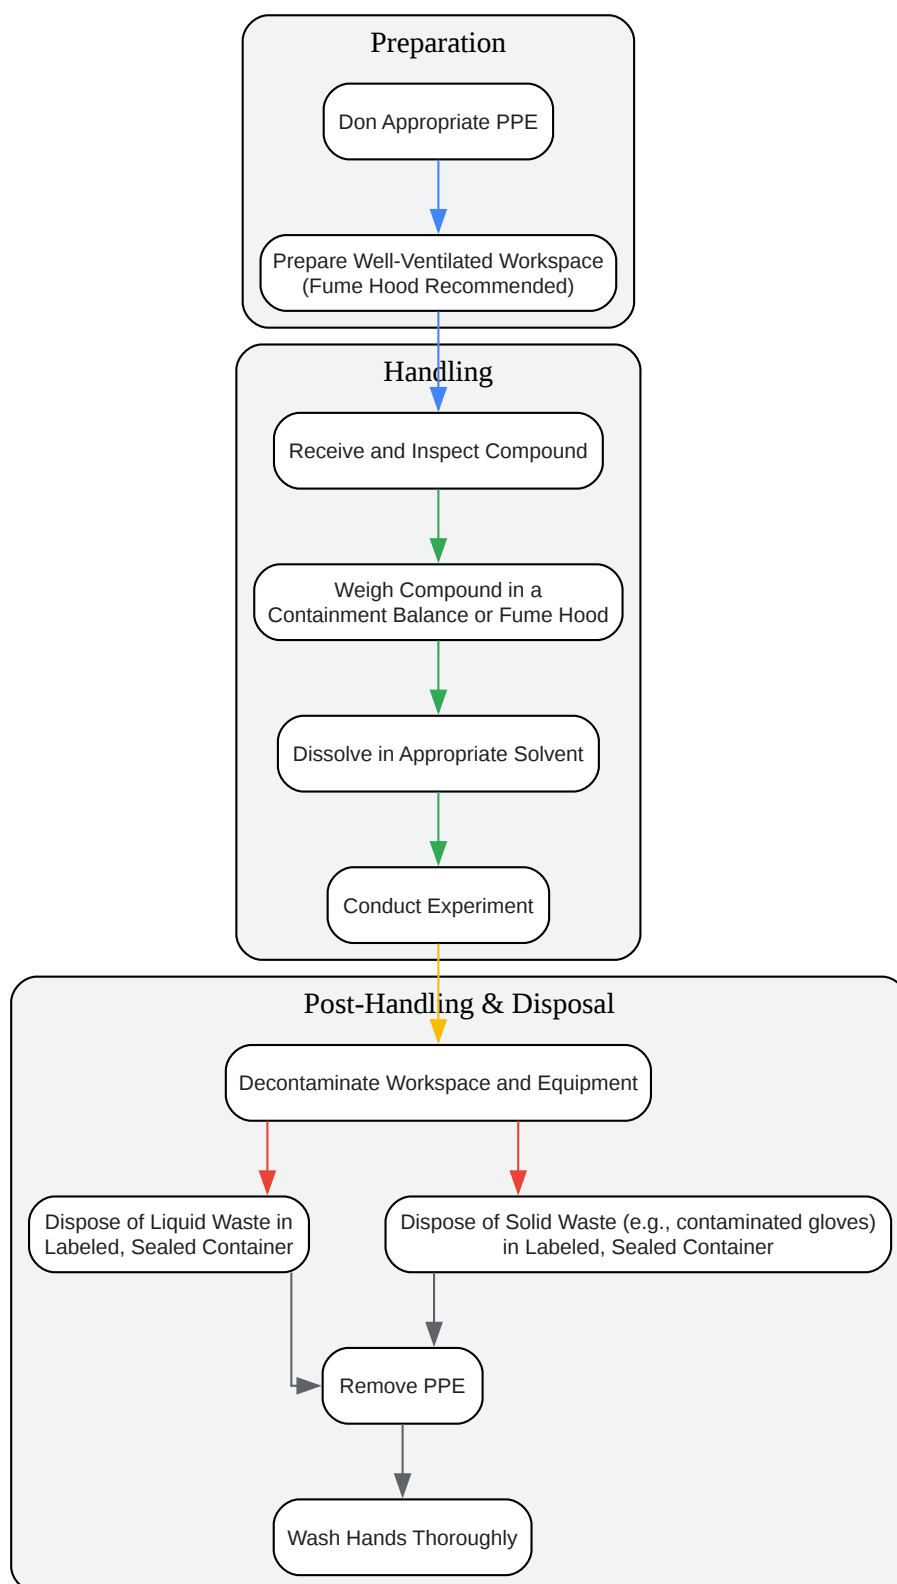 Preparation
Don Appropriate PPE
Prepare Well-Ventilated Workspace
(Fume Hood Recommended)
Handling
Receive and Inspect Compound
Weigh Compound in a
Containment Balance or Fume Hood
Dissolve in Appropriate Solvent
Conduct Experiment
Post-Handling & Disposal
Decontaminate Workspace and Equipment
Dispose of Liquid Waste in
Labeled, Sealed Container
Dispose of Solid Waste (e.g., contaminated gloves)
in Labeled, Sealed Container
Remove PPE
Wash Hands Thoroughly